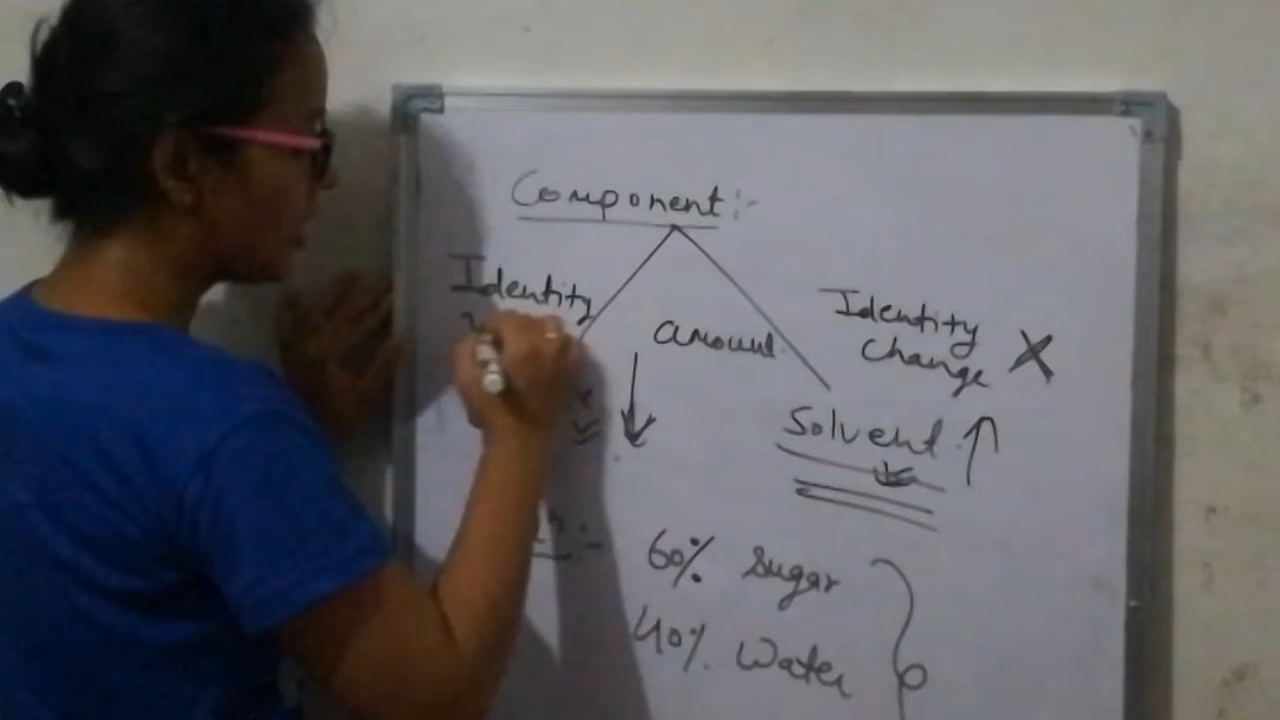 Component :-
Identity
amount
Identity
Change X
Solvent ↑
60% Sugar
40% Water